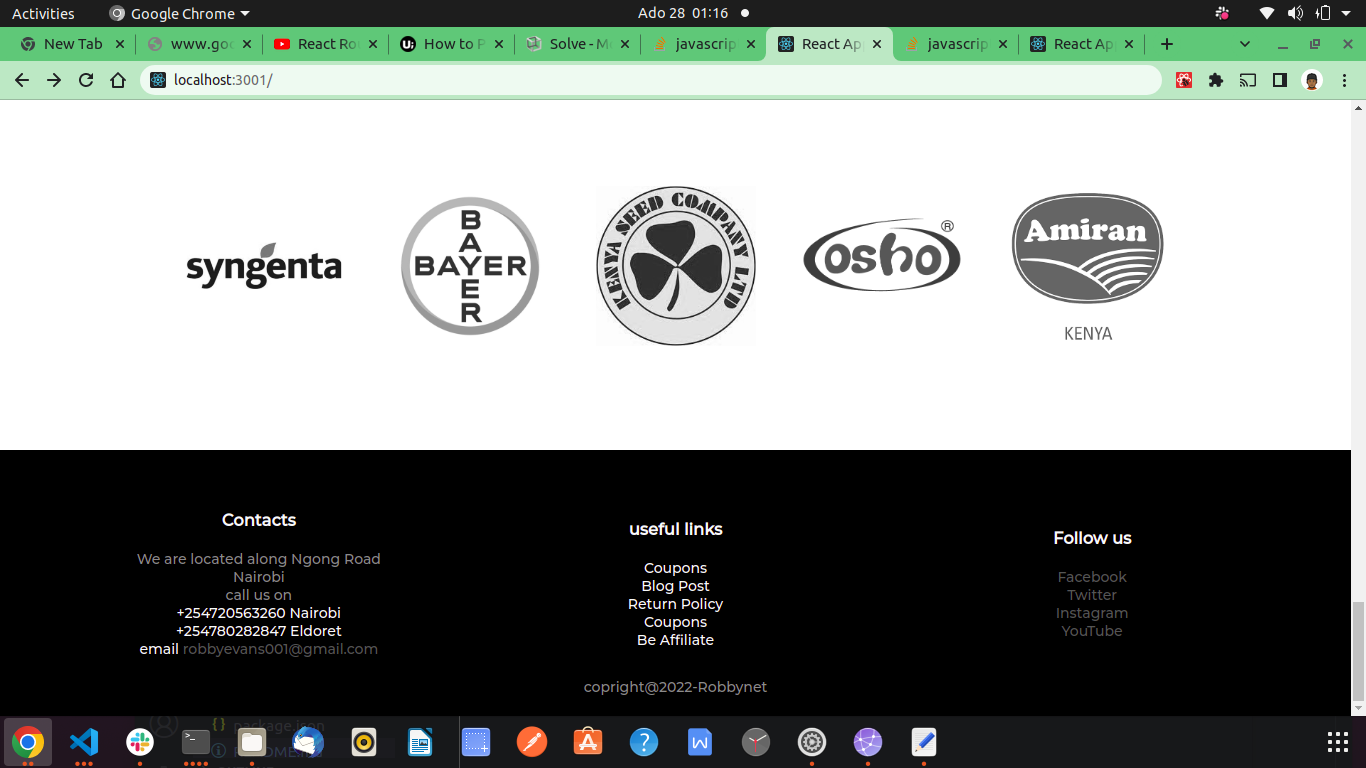 Activities
Google Chrome
Ado 28 01:16
New Tab
www.goo
React Ro
How to P
Solve - M
javascrip
React Ap
javascrip
React Ap
localhost:3001/
syngenta
BAYER
BAYER
KENYA SEED COMPANY LTD
osho ®
Amiran
KENYA
Contacts
We are located along Ngong Road
Nairobi
call us on
+254720563260 Nairobi
+254780282847 Eldoret
email robbyevans001@gmail.com
useful links
Coupons
Blog Post
Return Policy
Coupons
Be Affiliate
Follow us
Facebook
Twitter
Instagram
YouTube
copright@2022-Robbynet
{} package.json